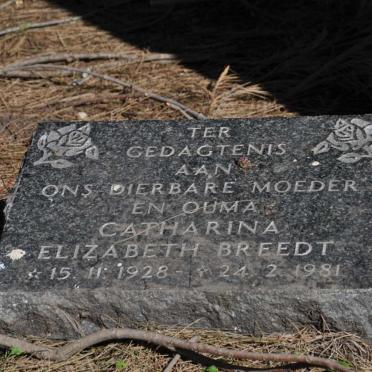 TER
GEDAGTENIS
AAN
ONS DIERBARE MOEDER
EN OUMA
CATHARINA
ELIZABETH BREEDT
* 15.11.1928 - + 24.2.1981